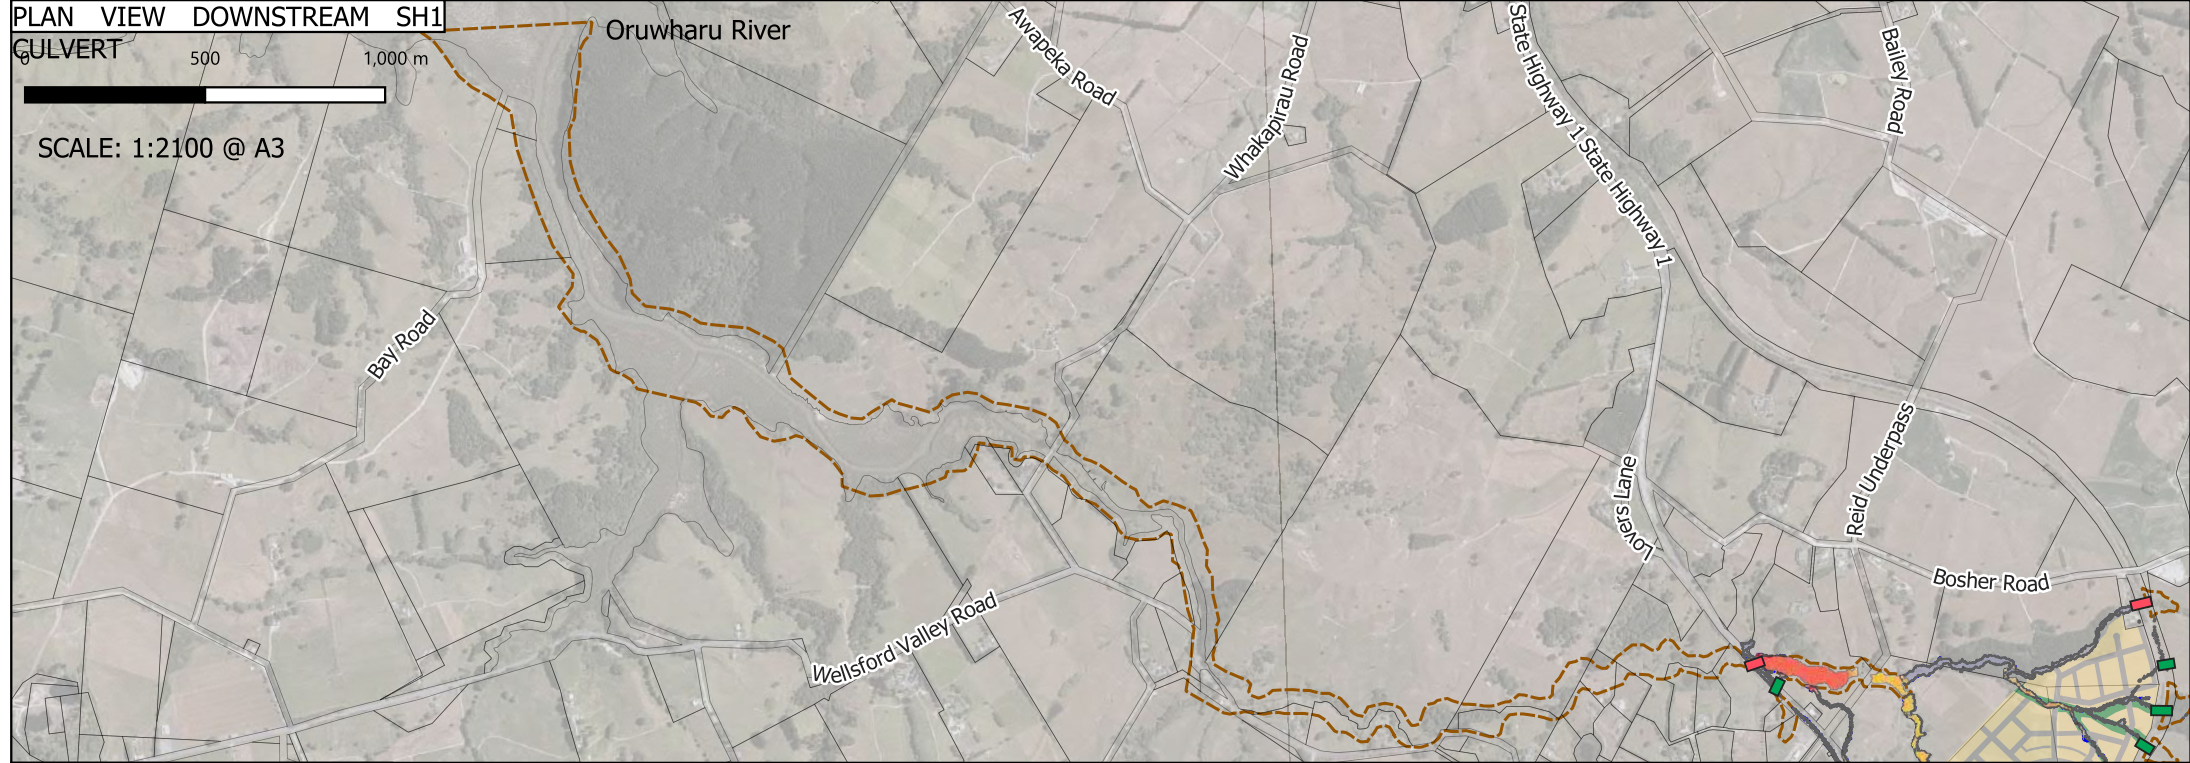 PLAN VIEW DOWNSTREAM SH1
CULVERT
0 500 1,000 m
SCALE: 1:2100 @ A3
Oruwharu River
Awapeka Road
Whakapirau Road
State Highway 1 State Highway 1
Bailey Road
Bay Road
Lovers Lane
Reid Underpass
Bosher Road
Wellsford Valley Road